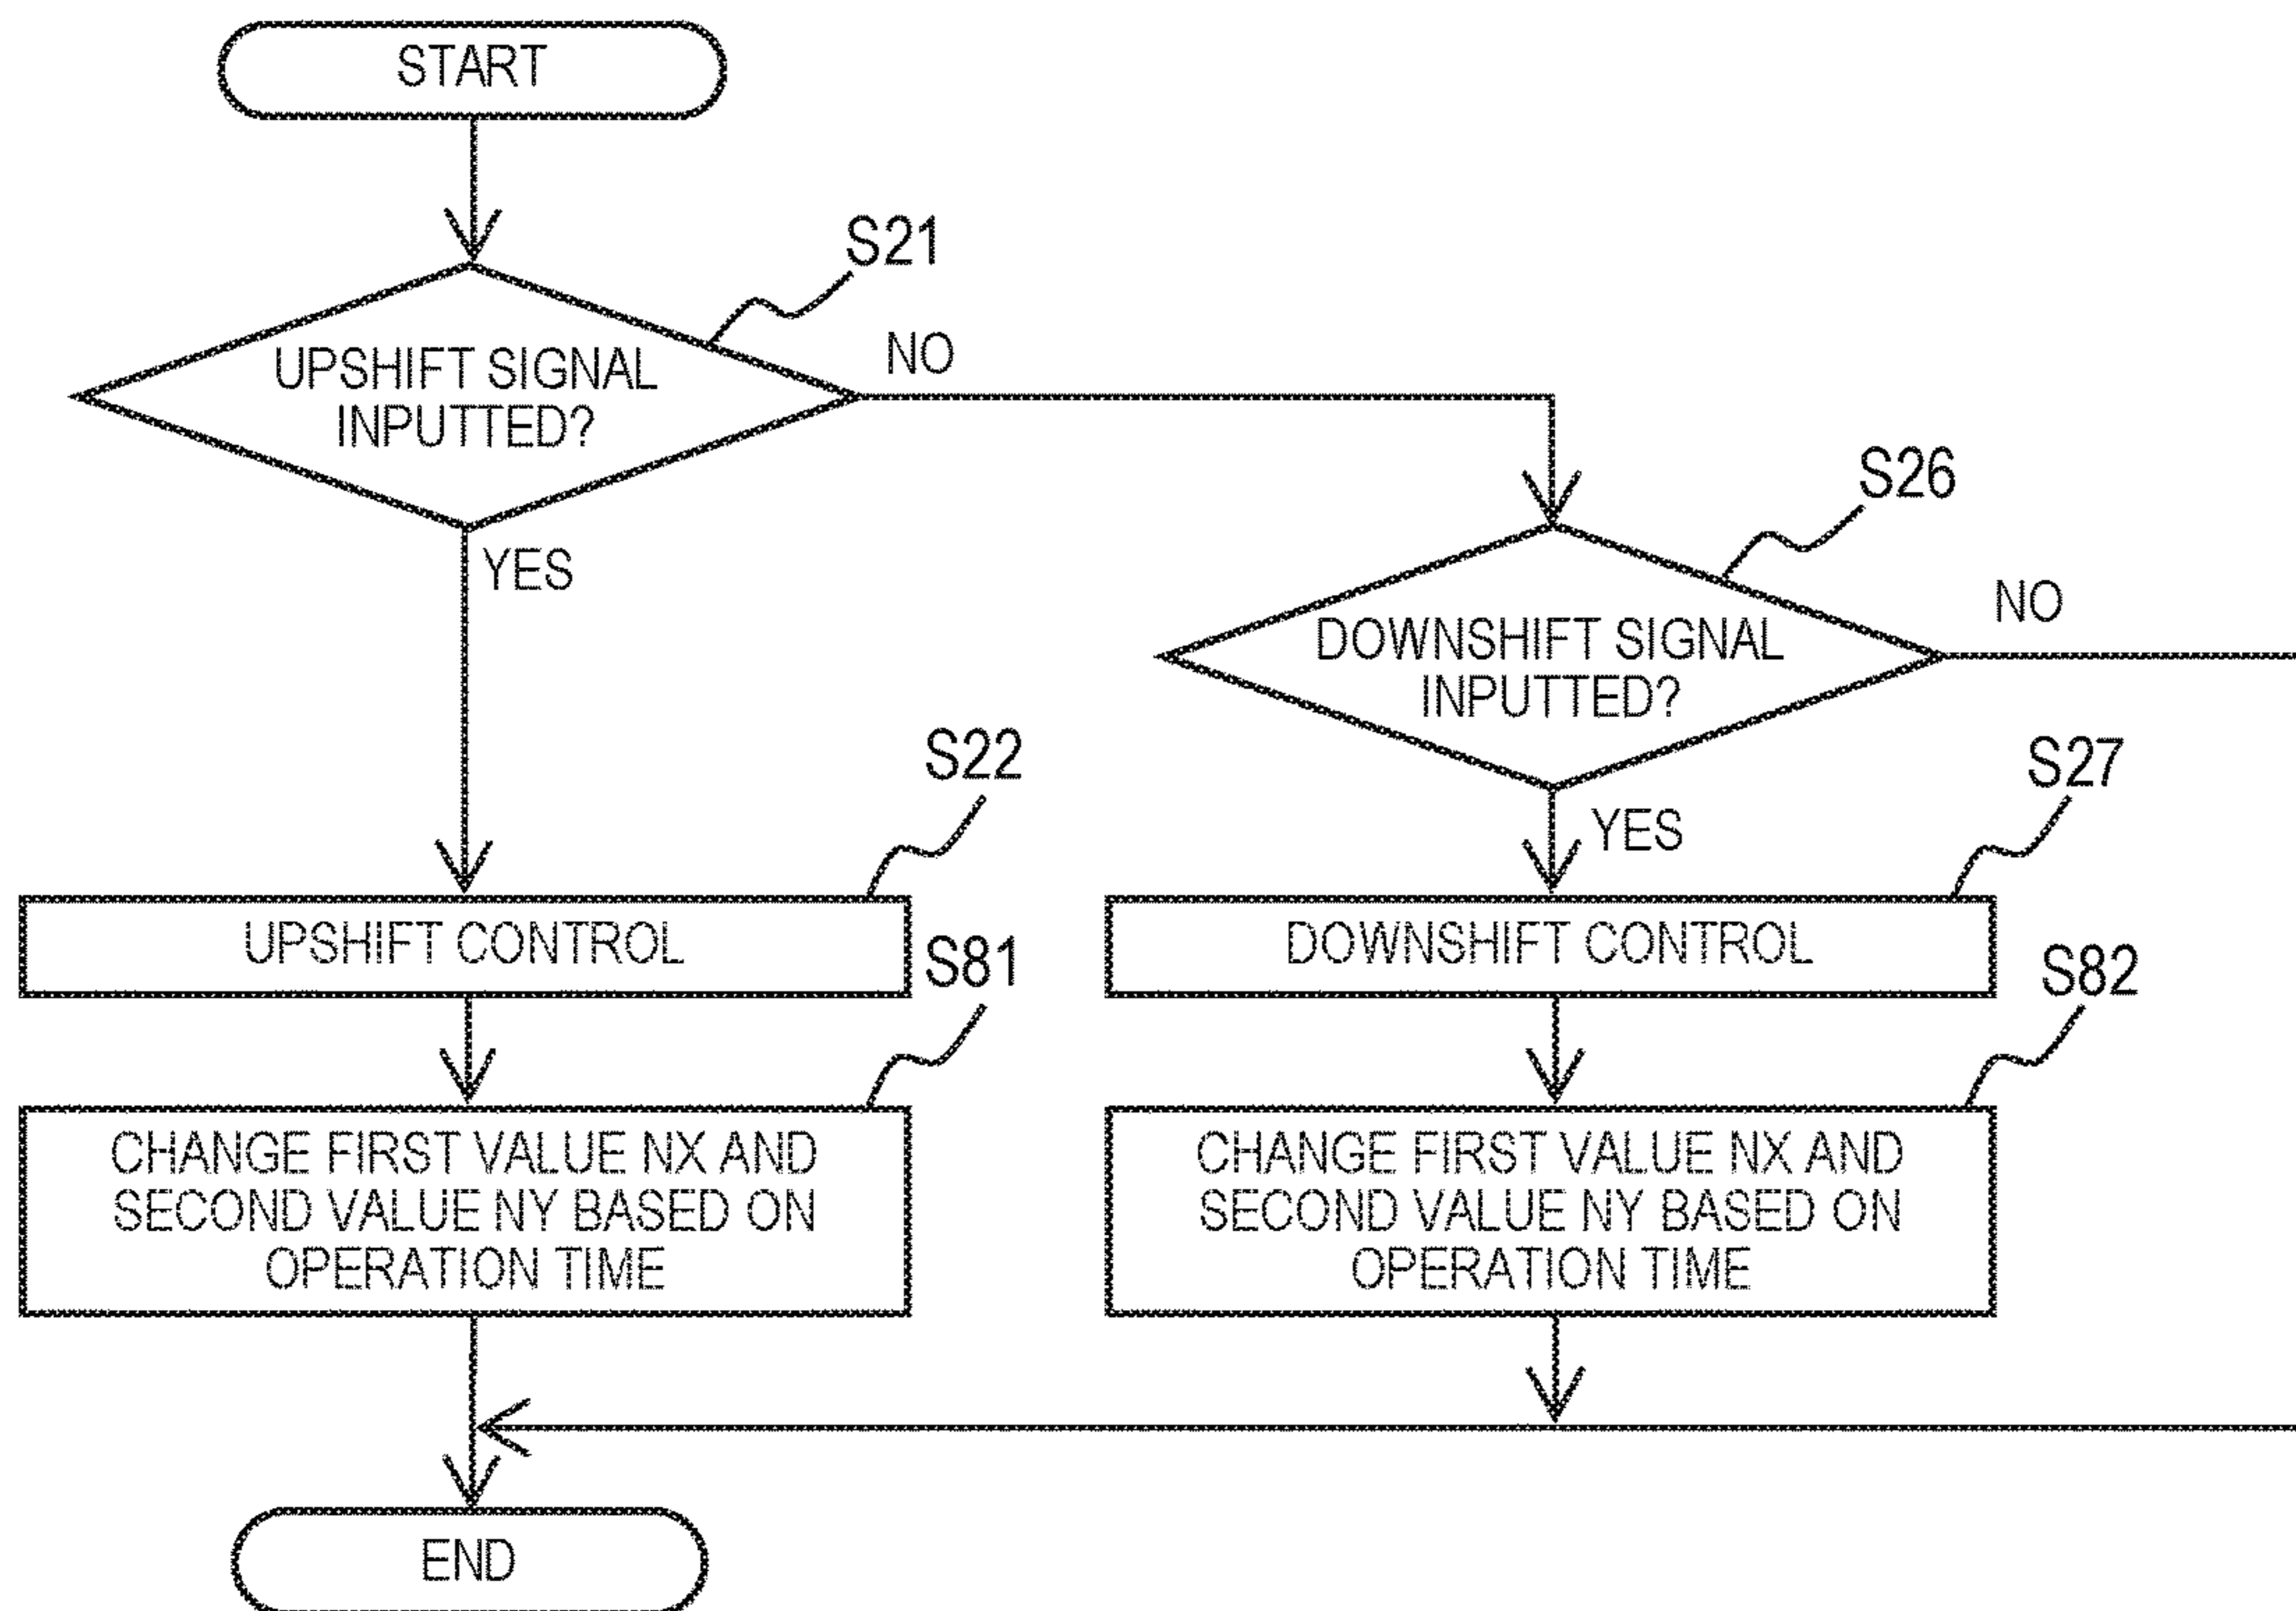 START
S21
UPSHIFT SIGNAL
INPUTTED?
NO
YES
S26
DOWNSHIFT SIGNAL
INPUTTED?
NO
YES
S22
UPSHIFT CONTROL
S27
DOWNSHIFT CONTROL
S81
CHANGE FIRST VALUE NX AND
SECOND VALUE NY BASED ON
OPERATION TIME
S82
CHANGE FIRST VALUE NX AND
SECOND VALUE NY BASED ON
OPERATION TIME
END